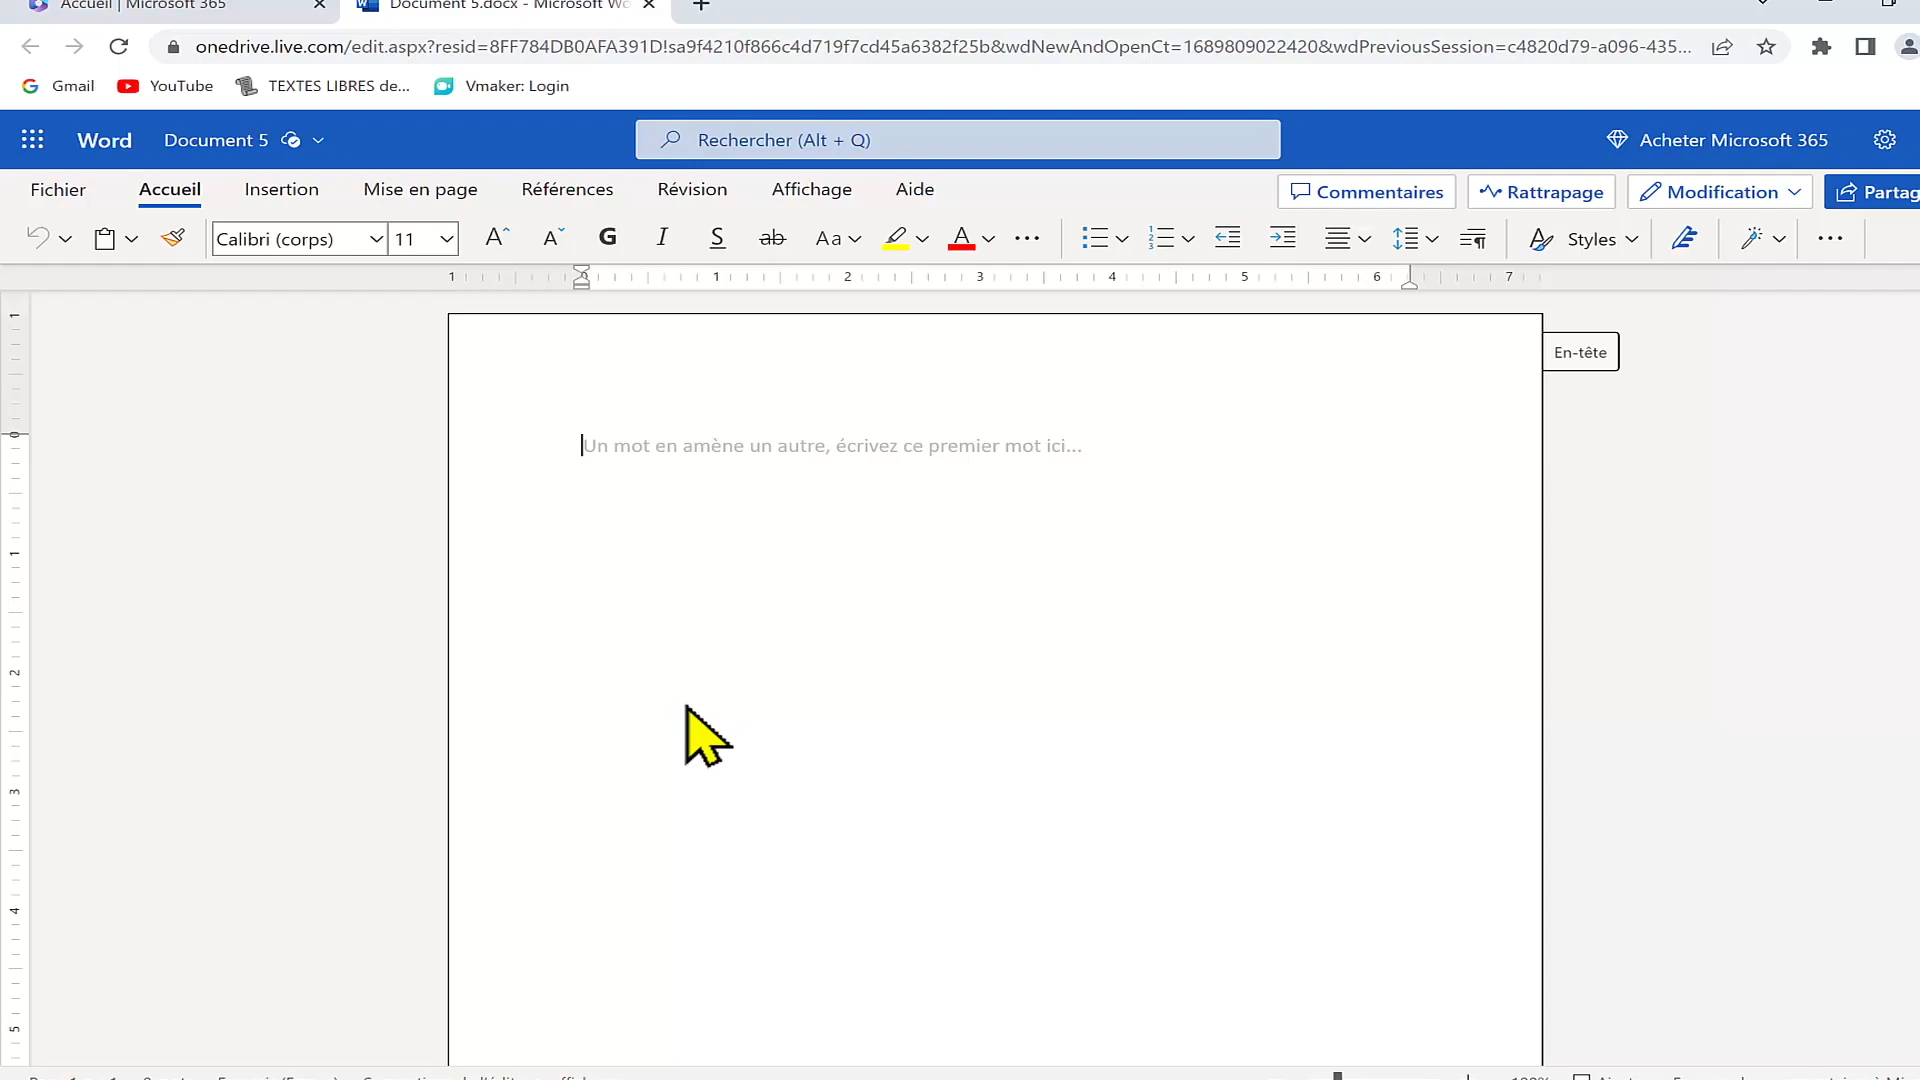 Accueil | Microsoft 365
Document 5.docx - Microsoft Wo
onedrive.live.com/edit.aspx?resid=8FF784DB0AFA391D!sa9f4210f866c4d719f7cd45a6382f25b&wdNewAndOpenCt=1689809022420&wdPreviousSession=c4820d79-a096-435...
Gmail YouTube TEXTES LIBRES de... Vmaker: Login
Word Document 5 Rechercher (Alt + Q) Acheter Microsoft 365
Fichier Accueil Insertion Mise en page Références Révision Affichage Aide Commentaires Rattrapage Modification Partag
Calibri (corps) 11 A A G I S ab Aa A Styles
1 1 2 3 4 5 6 7
En-tête
Un mot en amène un autre, écrivez ce premier mot ici...
1
0
1
2
3
4
5